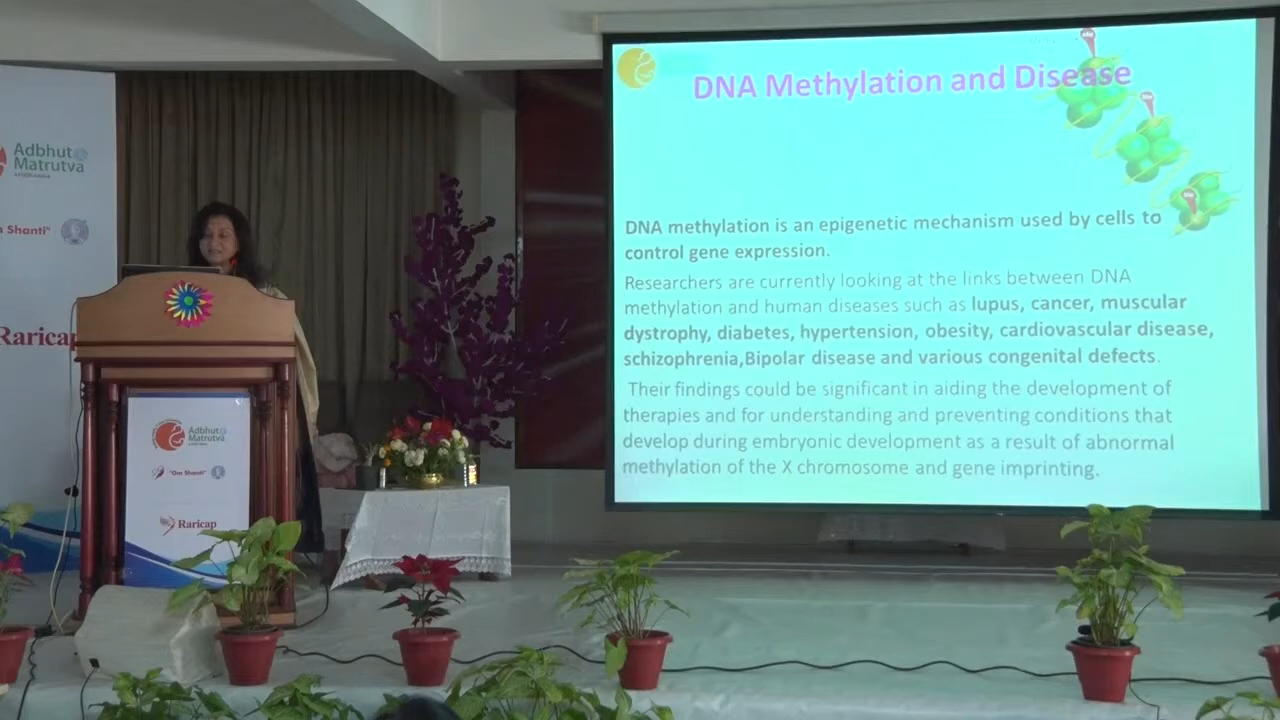 Adbhut
Matrutva
Shanti"
Raricap
Adbhut
Matrutva
"Om Shanti"
Raricap
DNA Methylation and Disease
DNA methylation is an epigenetic mechanism used by cells to
control gene expression.
Researchers are currently looking at the links between DNA
methylation and human diseases such as lupus, cancer, muscular
dystrophy, diabetes, hypertension, obesity, cardiovascular disease,
schizophrenia,Bipolar disease and various congenital defects.
Their findings could be significant in aiding the development of
therapies and for understanding and preventing conditions that
develop during embryonic development as a result of abnormal
methylation of the X chromosome and gene imprinting.